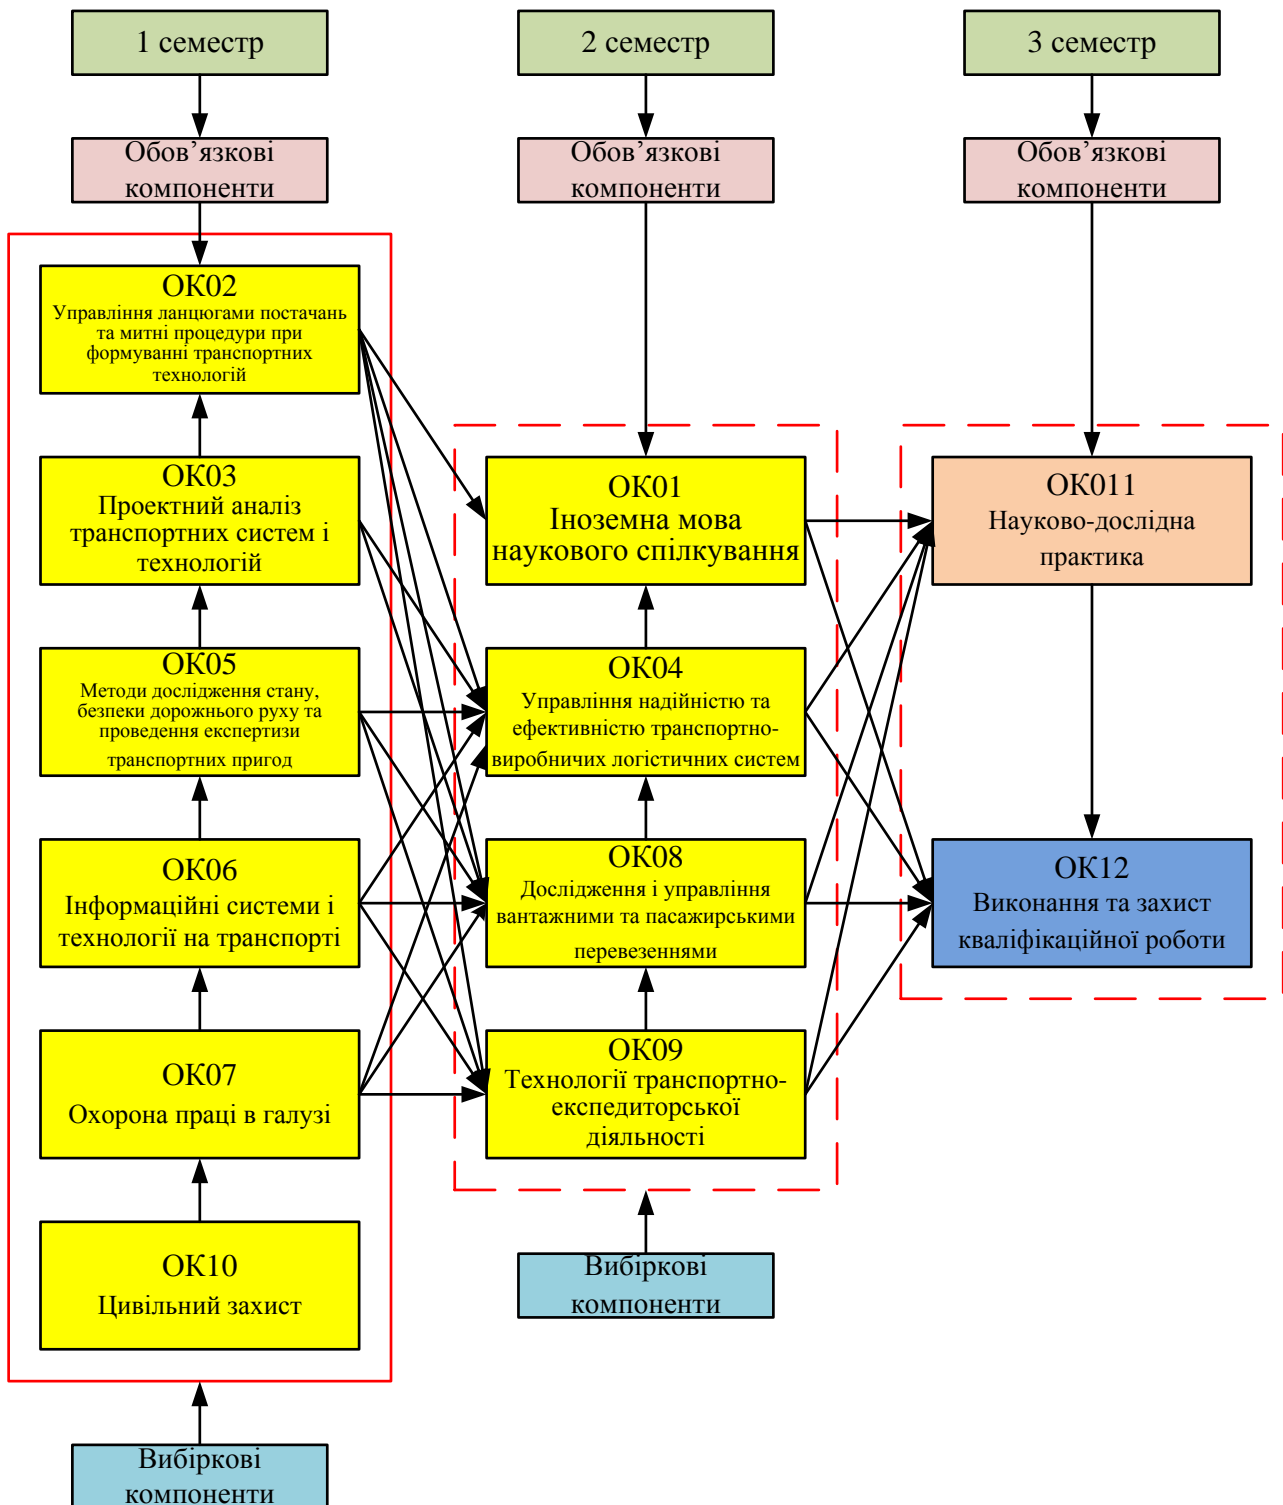 1 семестр
2 семестр
3 семестр
Обов’язкові
компоненти
Обов’язкові
компоненти
Обов’язкові
компоненти
ОК02
Управління ланцюгами постачань
та митні процедури при
формуванні транспортних
технологій
ОК03
Проектний аналіз
транспортних систем і
технологій
ОК05
Методи дослідження стану,
безпеки дорожнього руху та
проведення експертизи
транспортних пригод
ОК06
Інформаційні системи і
технології на транспорті
ОК07
Охорона праці в галузі
ОК10
Цивільний захист
Вибіркові
компоненти
ОК01
Іноземна мова
наукового спілкування
ОК04
Управління надійністю та
ефективністю транспортно-
виробничих логістичних систем
ОК08
Дослідження і управління
вантажними та пасажирськими
перевезеннями
ОК09
Технології транспортно-
експедиторської
діяльності
Вибіркові
компоненти
ОК011
Науково-дослідна
практика
ОК12
Виконання та захист
кваліфікаційної роботи